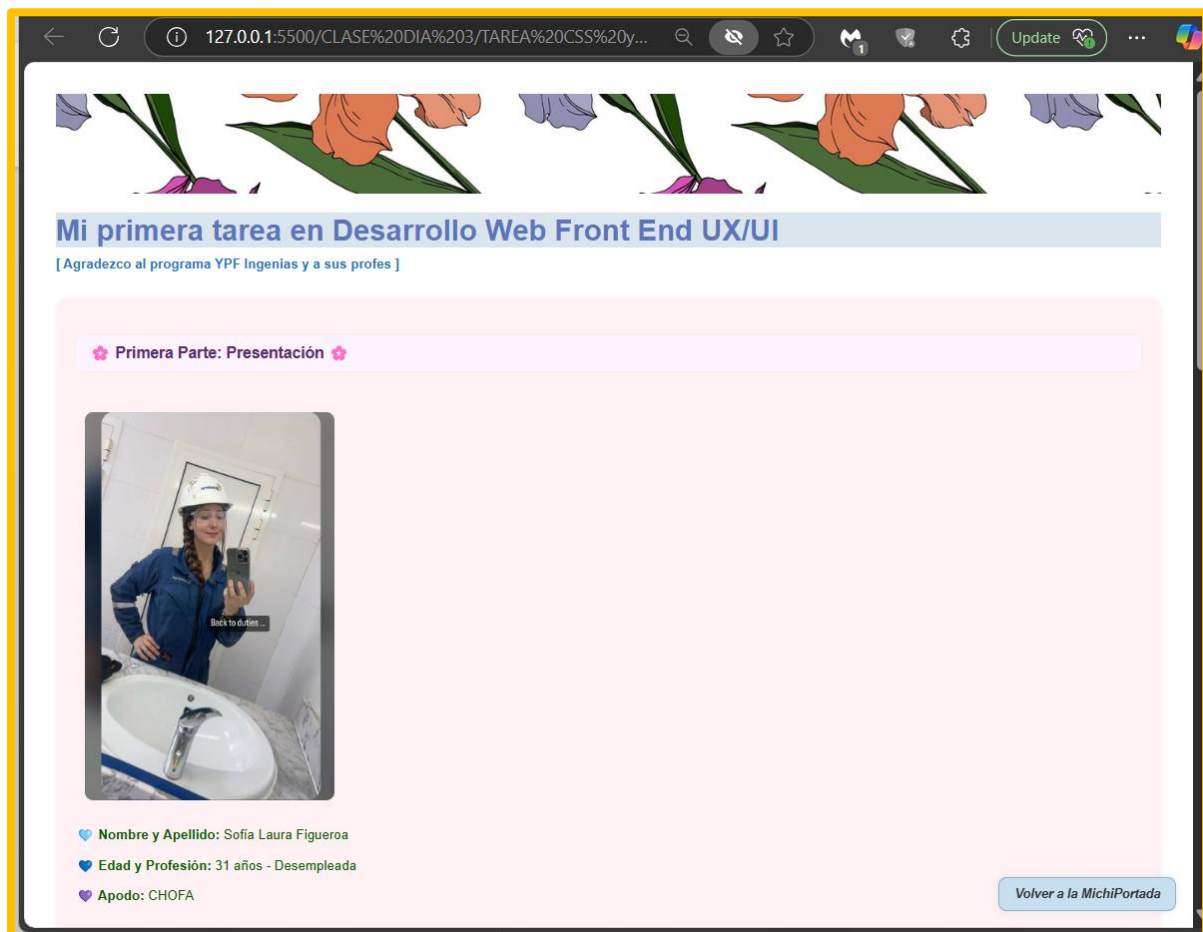 127.0.0.1:5500/CLASE%20DIA%203/TAREA%20CSS%20y...
1
Update
Mi primera tarea en Desarrollo Web Front End UX/UI
[ Agradezco al programa YPF Ingenias y a sus profes ]
🌸 Primera Parte: Presentación 🌸
Back to duties ...
🩵 Nombre y Apellido: Sofía Laura Figueroa
💙 Edad y Profesión: 31 años - Desempleada
💜 Apodo: CHOFA
Volver a la MichiPortada